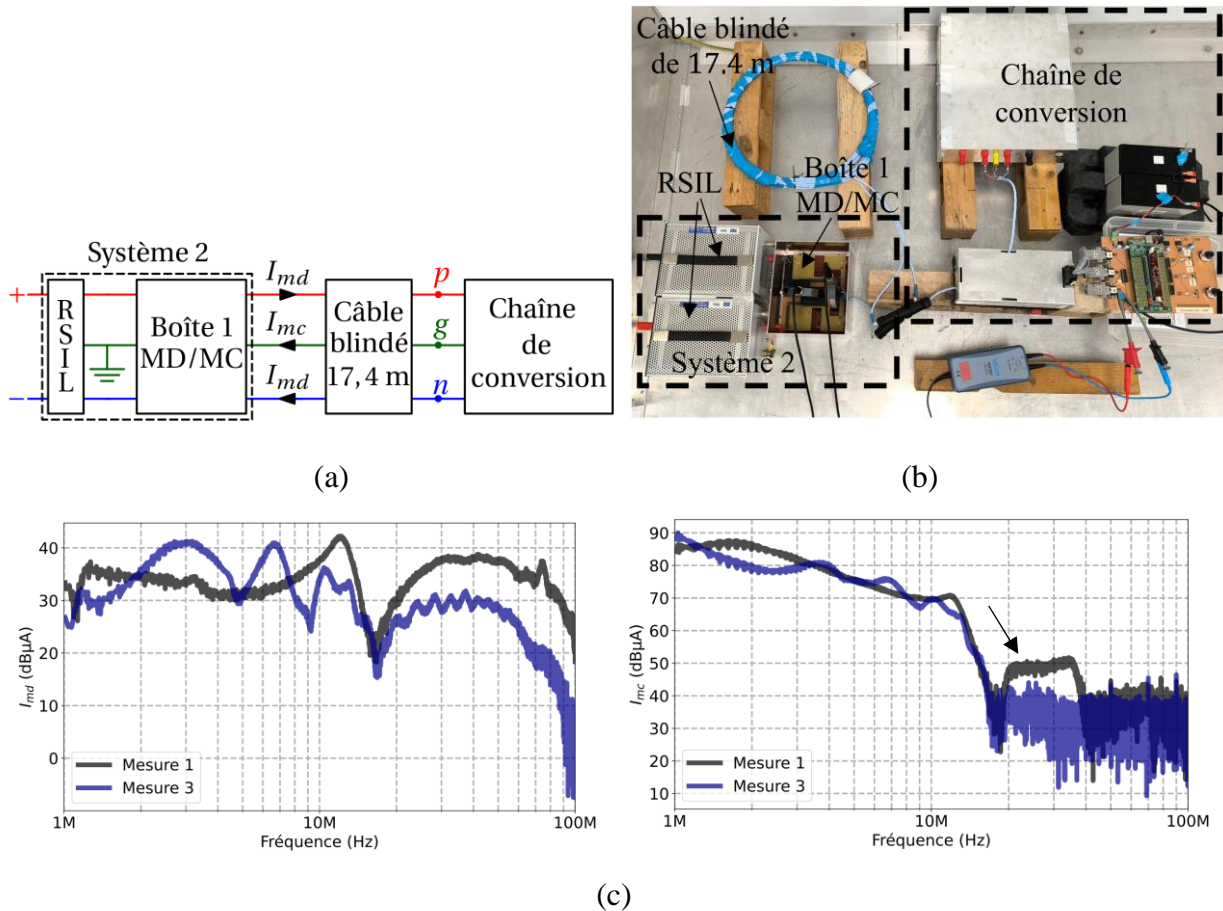 Système 2
+
R
S
I
L
Boîte 1
MD/MC
I_md
I_mc
I_md
Câble
blindé
17,4 m
p
g
n
Chaîne
de
conversion
−
(a)
Câble blindé
de 17,4 m
Chaîne de
conversion
RSIL
Boîte 1
MD/MC
Système 2
(b)
I_md (dBµA)
40
30
20
10
0
Mesure 1
Mesure 3
1M
10M
100M
Fréquence (Hz)
I_mc (dBµA)
90
80
70
60
50
40
30
20
10
Mesure 1
Mesure 3
1M
10M
100M
Fréquence (Hz)
(c)